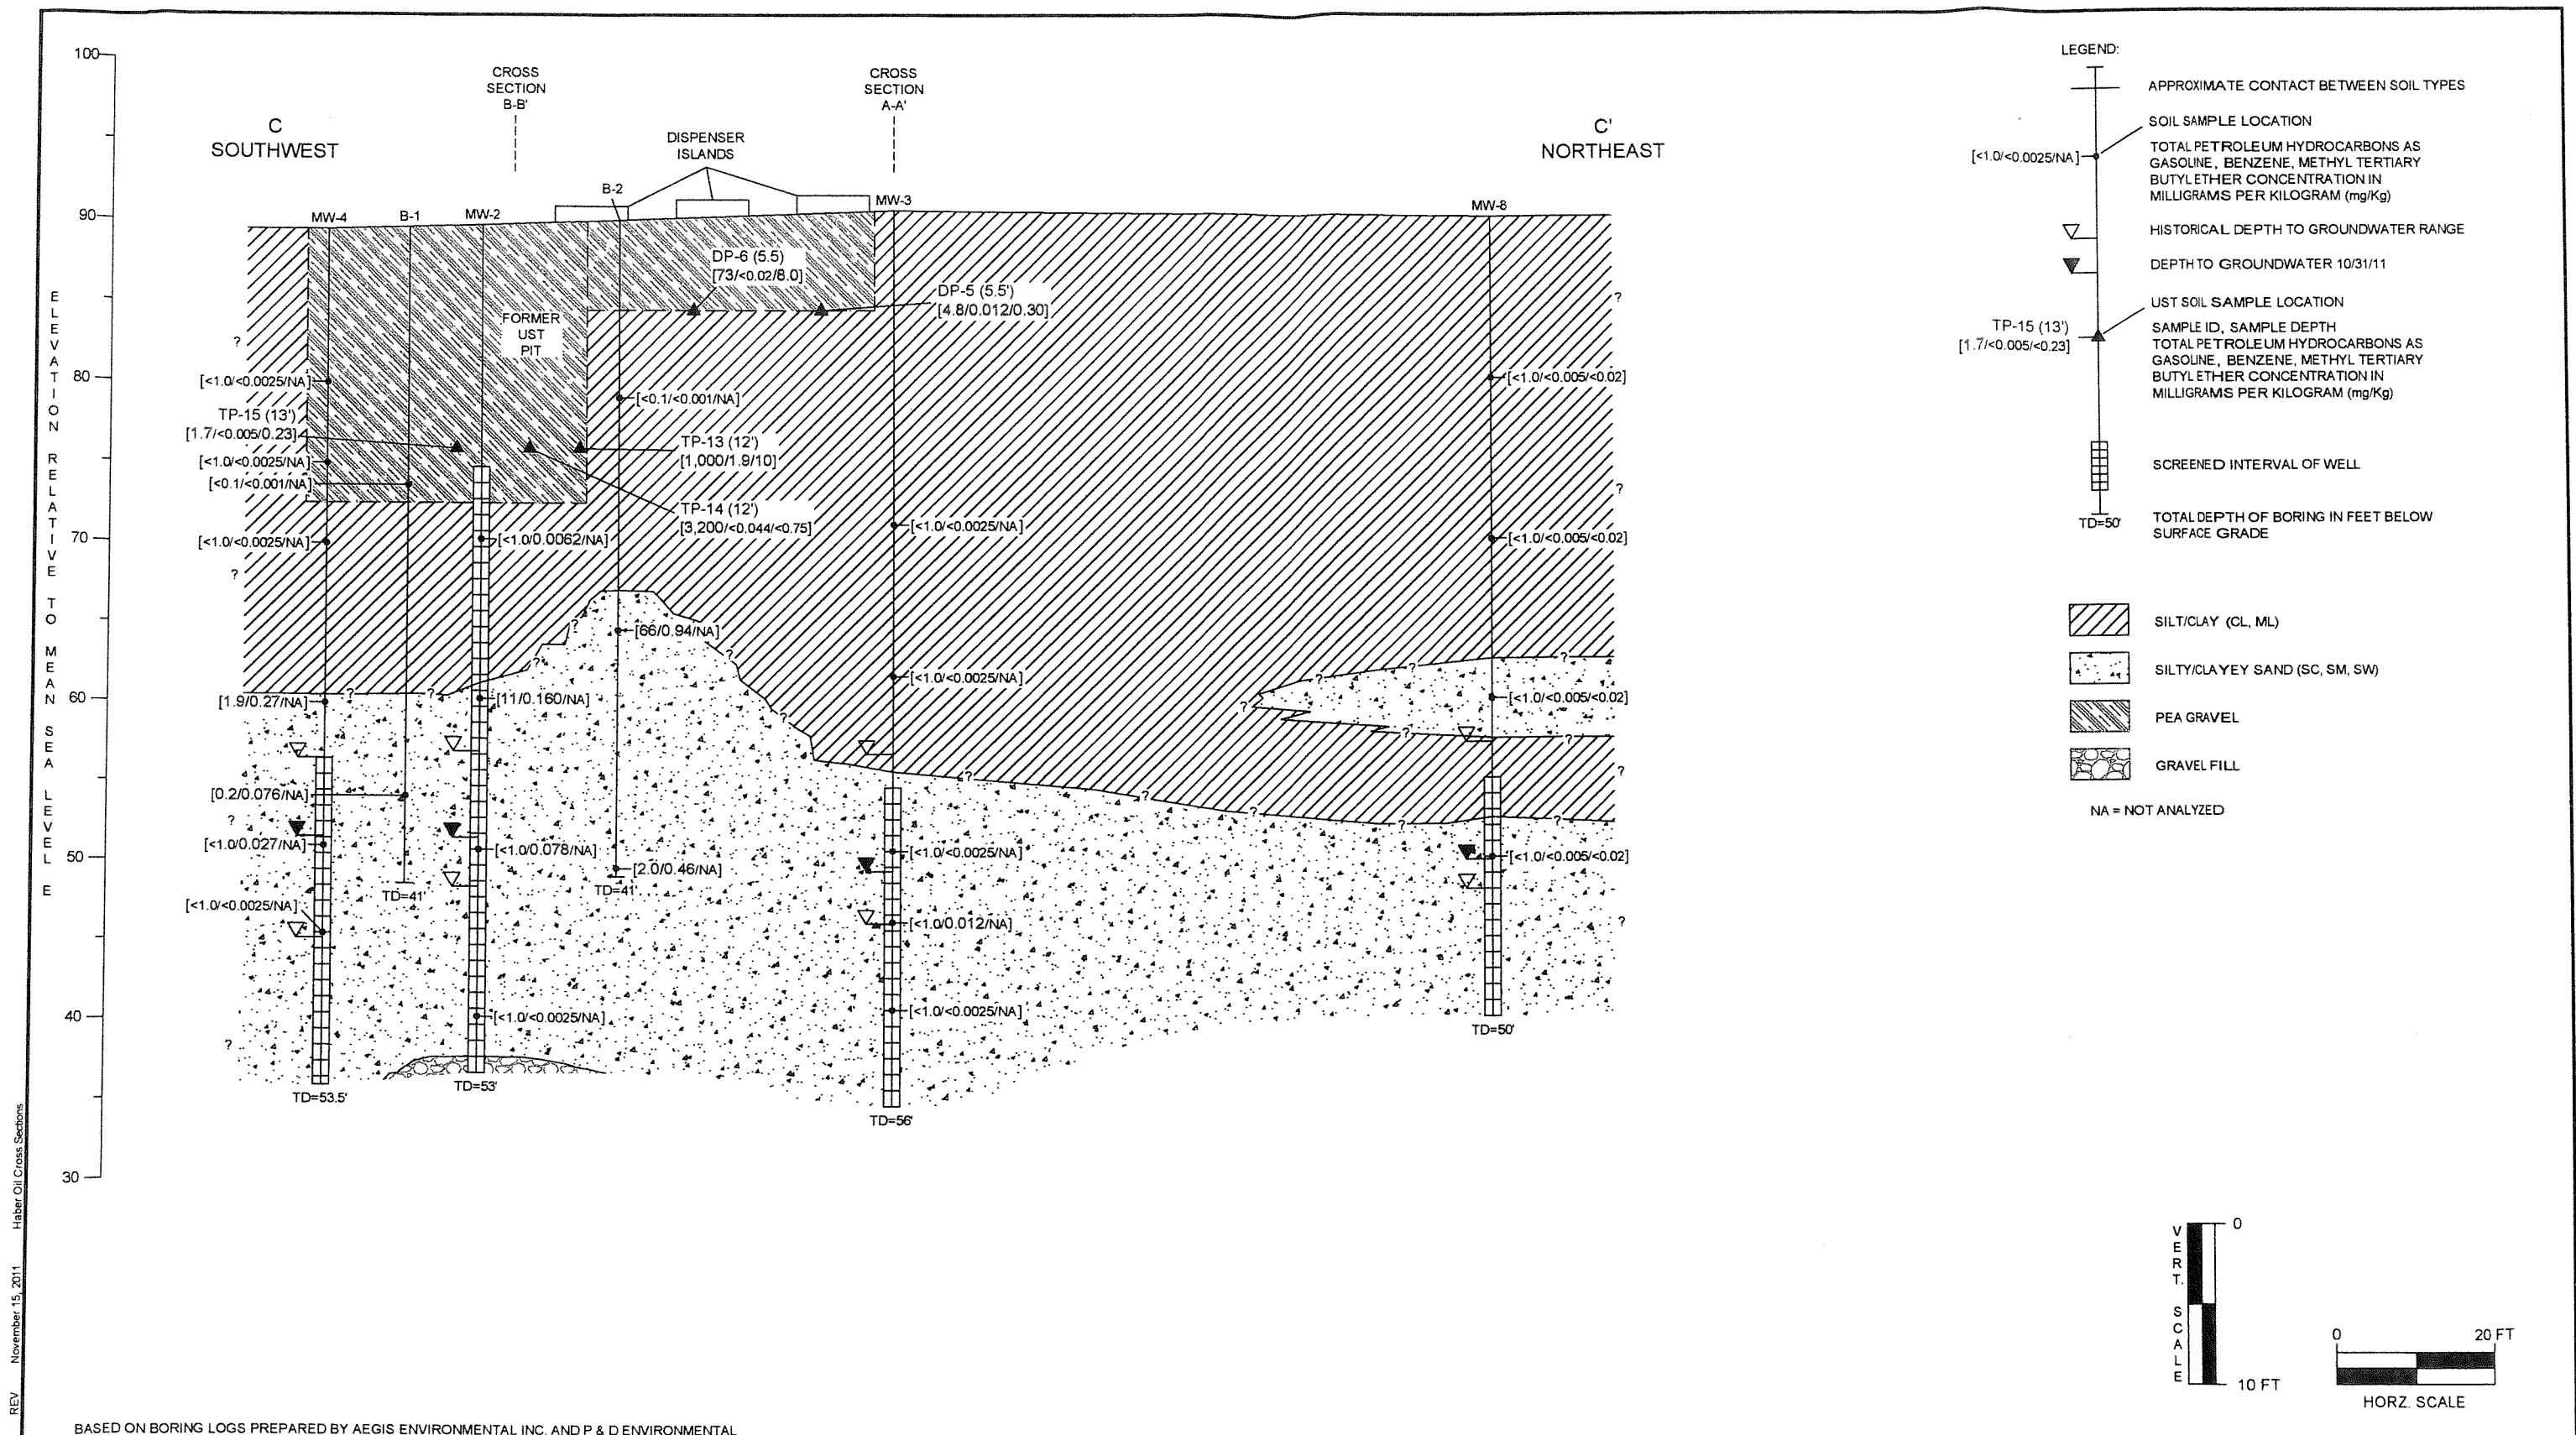 100
90
80
70
60
50
40
30
ELEVATION RELATIVE TO MEAN SEA LEVEL E
C
SOUTHWEST
CROSS
SECTION
B-B'
CROSS
SECTION
A-A'
C'
NORTHEAST
DISPENSER
ISLANDS
MW-4
B-1
MW-2
B-2
MW-3
MW-8
DP-6 (5.5)
[73/<0.02/8.0]
DP-5 (5.5')
[4.8/0.012/0.30]
FORMER
UST
PIT
[<1.0/<0.0025/NA]
TP-15 (13')
[1.7/<0.005/0.23]
[<1.0/<0.0025/NA]
[<0.1/<0.001/NA]
[<1.0/<0.0025/NA]
[1.9/0.27/NA]
[0.2/0.076/NA]
[<1.0/0.027/NA]
[<1.0/<0.0025/NA]
TD=53.5'
TD=41'
[<1.0/0.0062/NA]
[11/0.160/NA]
[<1.0/0.078/NA]
[<1.0/<0.0025/NA]
TD=53'
[<0.1/<0.001/NA]
TP-13 (12')
[1,000/1.9/10]
TP-14 (12')
[3,200/<0.044/<0.75]
[66/0.94/NA]
[2.0/0.46/NA]
TD=41'
[<1.0/<0.0025/NA]
[<1.0/<0.0025/NA]
[<1.0/<0.0025/NA]
[<1.0/0.012/NA]
[<1.0/<0.0025/NA]
TD=56'
[<1.0/<0.005/<0.02]
[<1.0/<0.005/<0.02]
[<1.0/<0.005/<0.02]
[<1.0/<0.005/<0.02]
TD=50'
LEGEND:
APPROXIMATE CONTACT BETWEEN SOIL TYPES
SOIL SAMPLE LOCATION
[<1.0/<0.0025/NA]
TOTAL PETROLEUM HYDROCARBONS AS
GASOLINE, BENZENE, METHYL TERTIARY
BUTYL ETHER CONCENTRATION IN
MILLIGRAMS PER KILOGRAM (mg/Kg)
HISTORICAL DEPTH TO GROUNDWATER RANGE
DEPTH TO GROUNDWATER 10/31/11
UST SOIL SAMPLE LOCATION
TP-15 (13')
[1.7/<0.005/<0.23]
SAMPLE ID, SAMPLE DEPTH
TOTAL PETROLEUM HYDROCARBONS AS
GASOLINE, BENZENE, METHYL TERTIARY
BUTYL ETHER CONCENTRATION IN
MILLIGRAMS PER KILOGRAM (mg/Kg)
SCREENED INTERVAL OF WELL
TD=50'
TOTAL DEPTH OF BORING IN FEET BELOW
SURFACE GRADE
SILT/CLAY (CL, ML)
SILTY/CLAYEY SAND (SC, SM, SW)
PEA GRAVEL
GRAVEL FILL
NA = NOT ANALYZED
VERT. SCALE
0
10 FT
0 20 FT
HORZ. SCALE
REV November 15, 2011 Haber Oil Cross Sections
BASED ON BORING LOGS PREPARED BY AEGIS ENVIRONMENTAL INC. AND P & D ENVIRONMENTAL